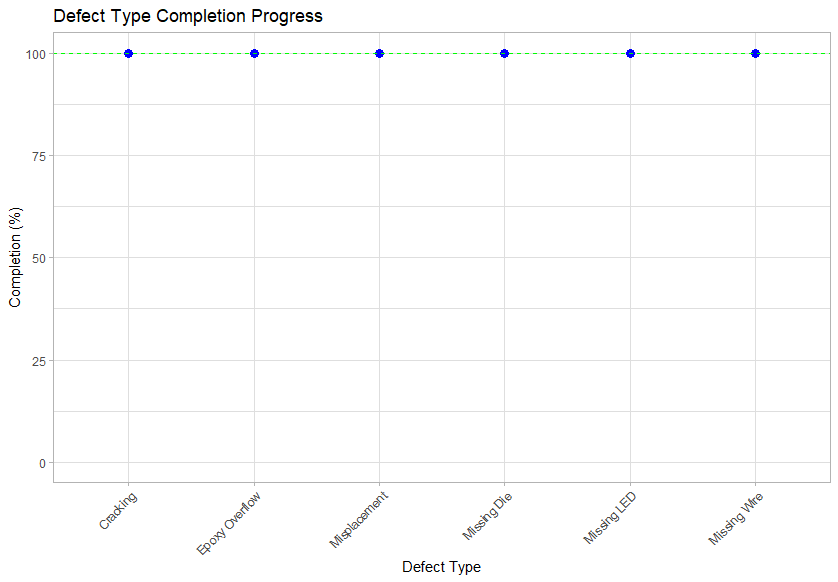 Defect Type Completion Progress
100
75
50
25
0
Completion (%)
Cracking
Epoxy Overflow
Misplacement
Missing Die
Missing LED
Missing Wire
Defect Type